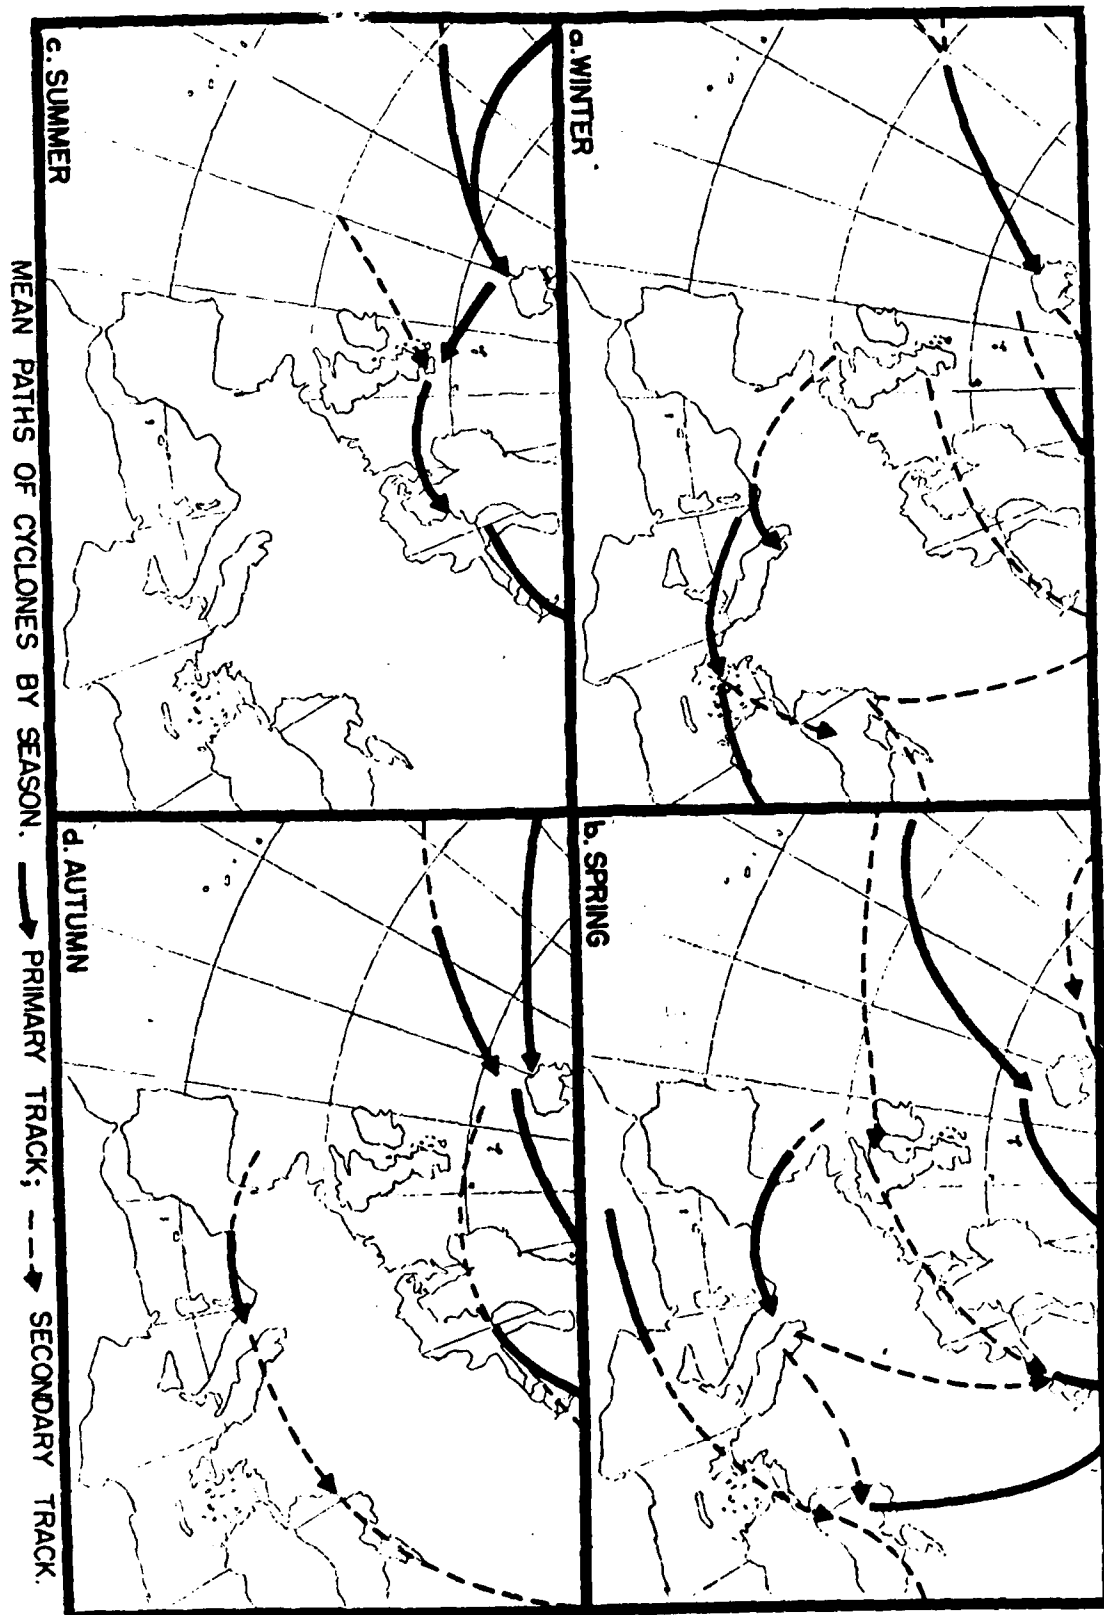 a. WINTER
b. SPRING
c. SUMMER
d. AUTUMN
MEAN PATHS OF CYCLONES BY SEASON. PRIMARY TRACK; SECONDARY TRACK.